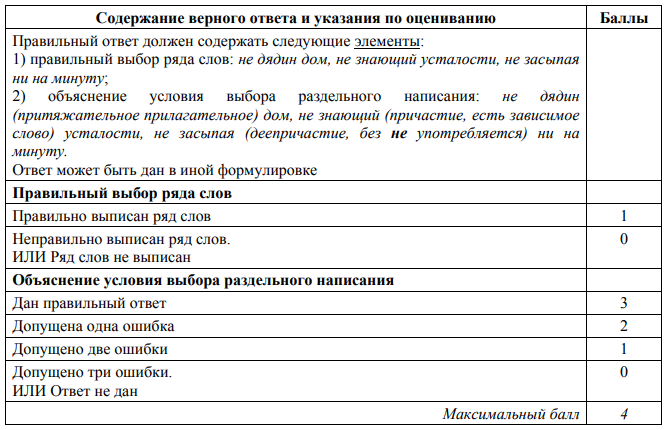 Содержание верного ответа и указания по оцениванию Баллы
Правильный ответ должен содержать следующие элементы:
1) правильный выбор ряда слов: не дядин дом, не знающий усталости, не засыпая
ни на минуту;
2) объяснение условия выбора раздельного написания: не дядин
(притяжательное прилагательное) дом, не знающий (причастие, есть зависимое
слово) усталости, не засыпая (деепричастие, без не употребляется) ни на
минуту.
Ответ может быть дан в иной формулировке
Правильный выбор ряда слов
Правильно выписан ряд слов 1
Неправильно выписан ряд слов. 0
ИЛИ Ряд слов не выписан
Объяснение условия выбора раздельного написания
Дан правильный ответ 3
Допущена одна ошибка 2
Допущено две ошибки 1
Допущено три ошибки. 0
ИЛИ Ответ не дан
Максимальный балл 4